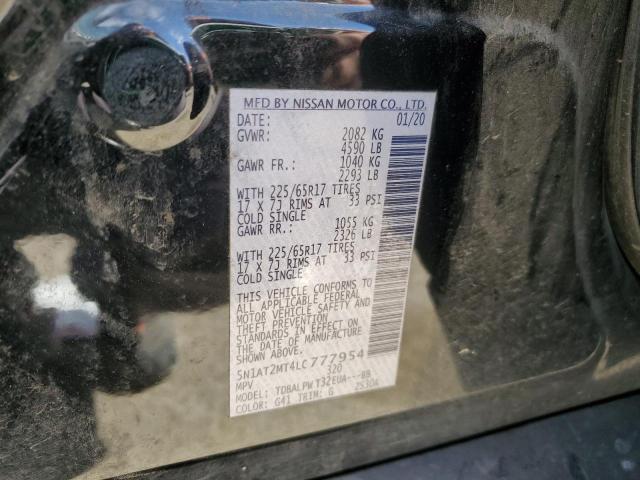 MFD BY NISSAN MOTOR CO., LTD.
DATE: 01/20
GVWR: 2082 KG
4590 LB
GAWR FR.: 1040 KG
2293 LB
WITH 225/65R17 TIRES
17 X 7J RIMS AT 33 PSI
COLD SINGLE
GAWR RR.: 1055 KG
2326 LB
WITH 225/65R17 TIRES
17 X 7J RIMS AT 33 PSI
COLD SINGLE
THIS VEHICLE CONFORMS TO
ALL APPLICABLE FEDERAL
MOTOR VEHICLE SAFETY AND
THEFT PREVENTION
STANDARDS IN EFFECT ON
THE DATE OF MANUFACTURE
SHOWN ABOVE.
5N1AT2MT4LC777954
MPV 320
MODEL: TDBALPW T32EUA---BB
COLOR: G41 TRIM: G